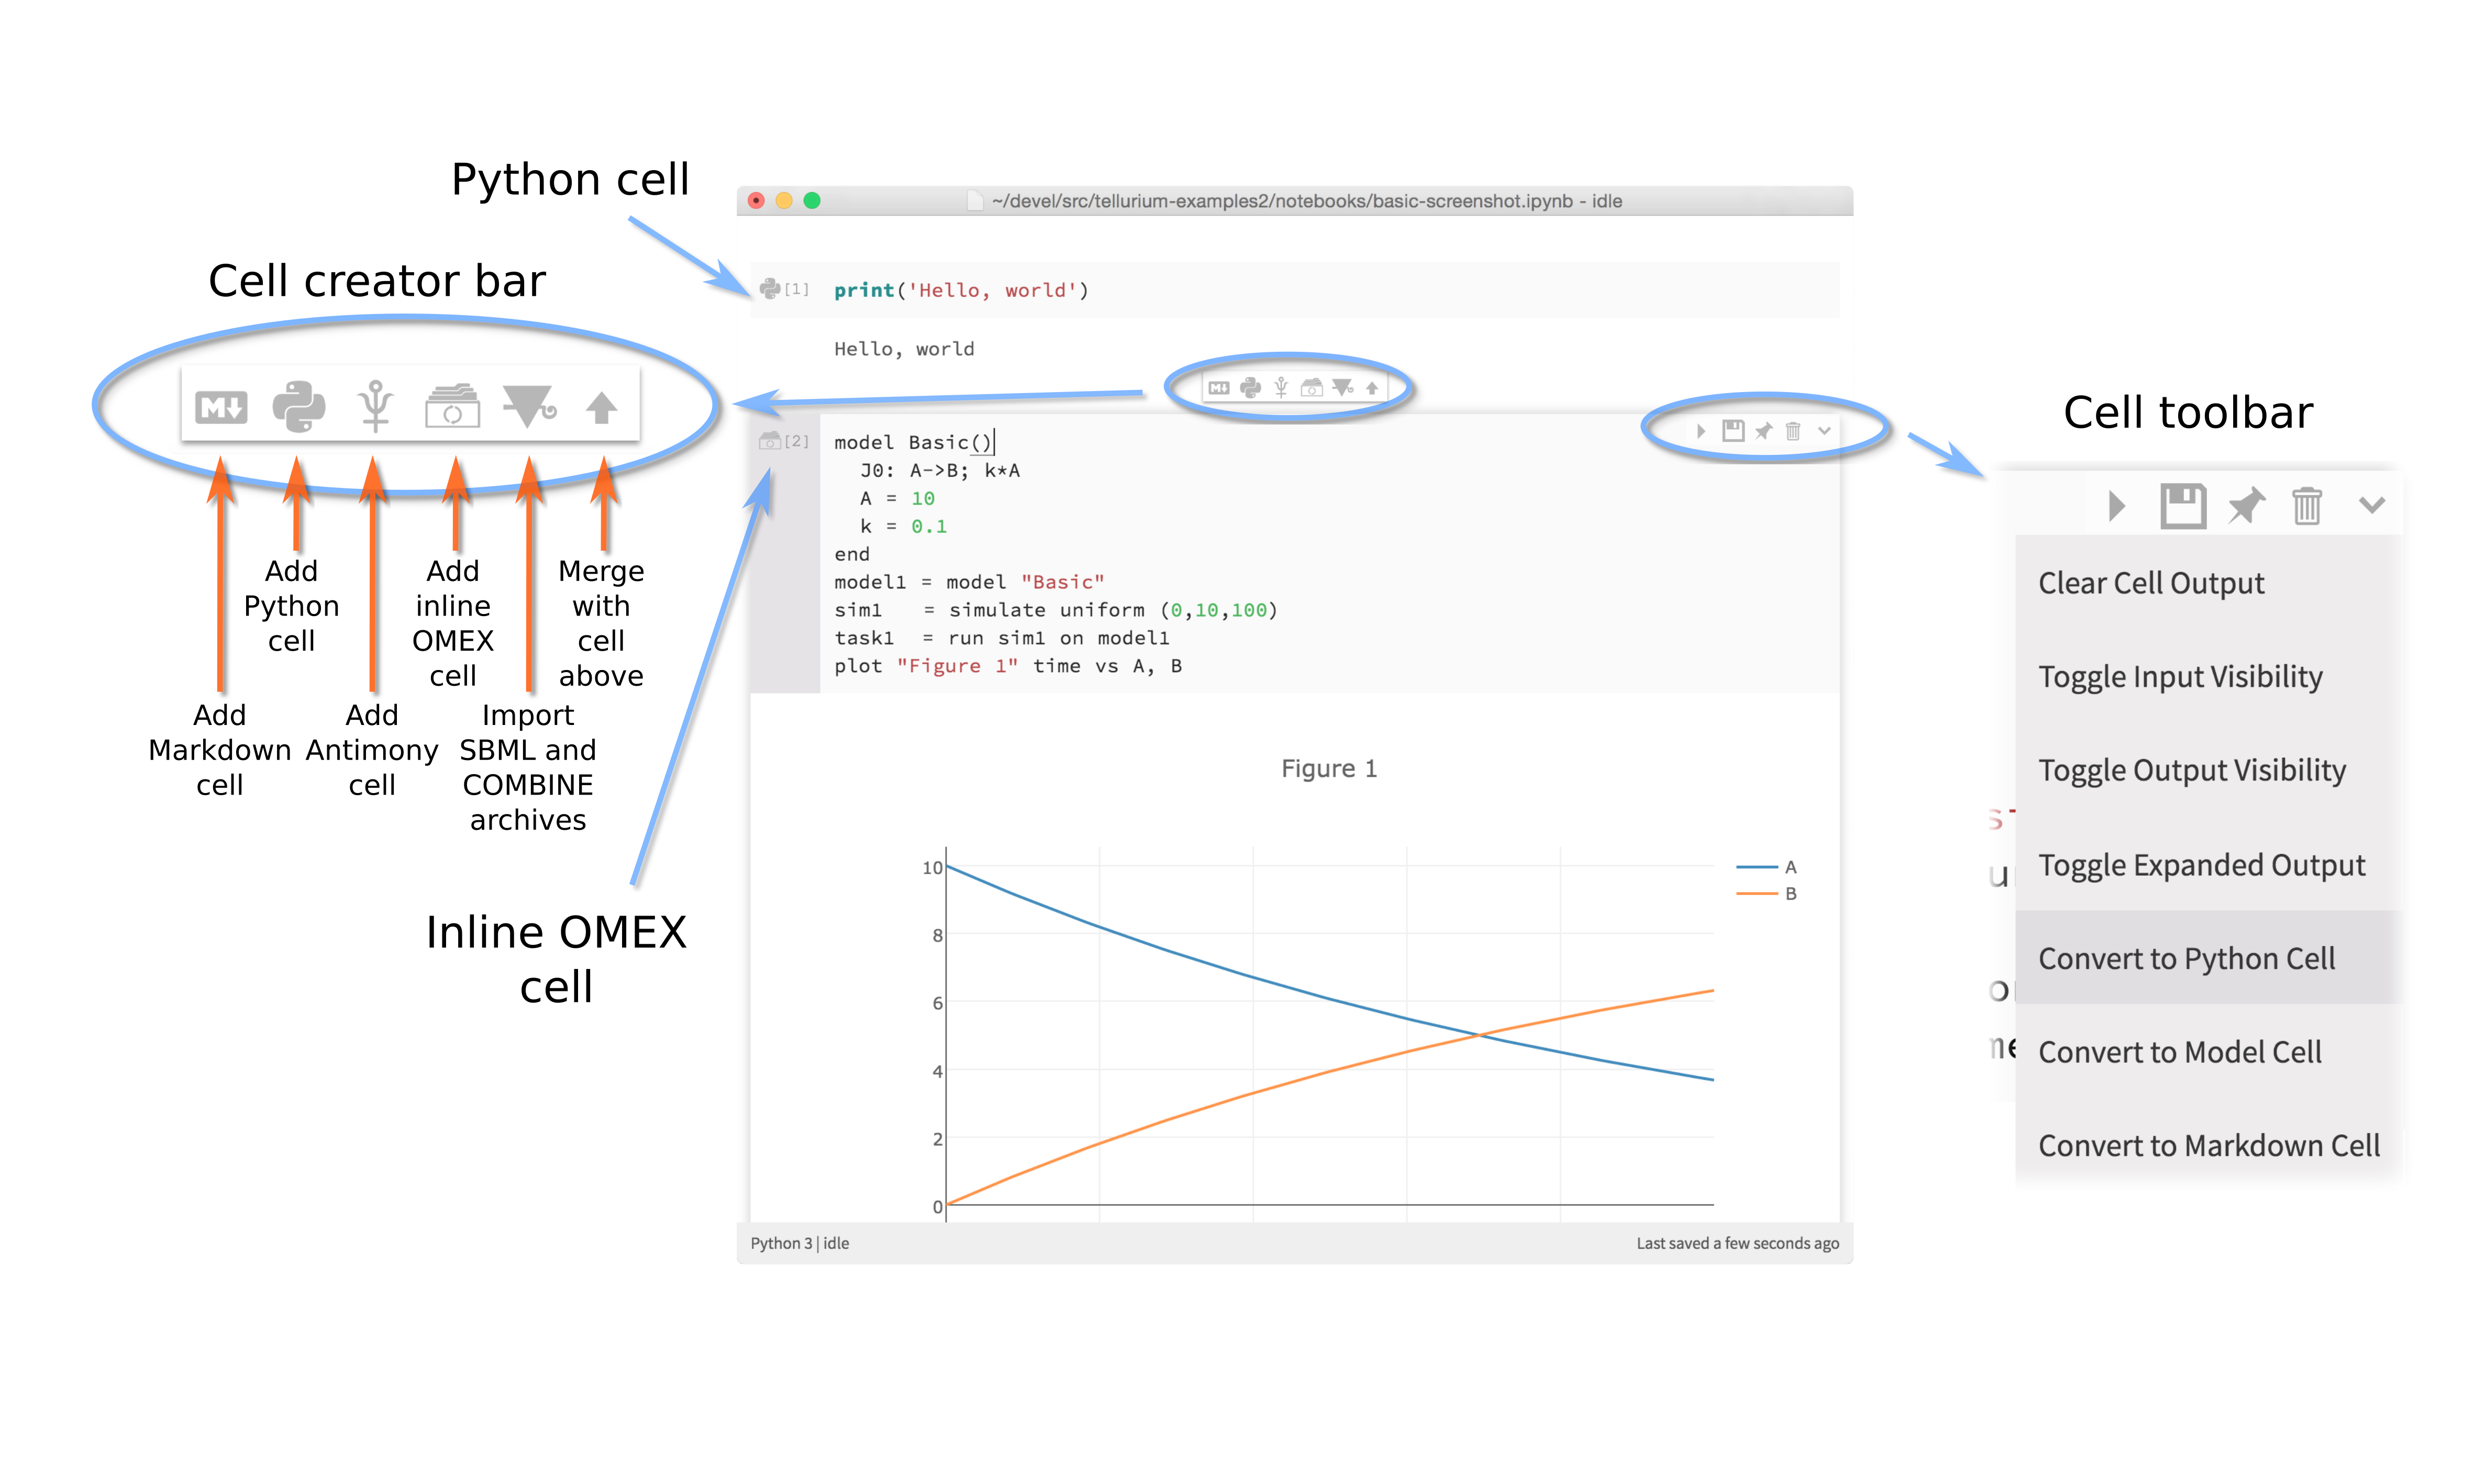 Python cell
Cell creator bar
M
Add
Python
cell
Add
inline
OMEX
cell
Merge
with
cell
above
Add
Markdown
cell
Add
Antimony
cell
Import
SBML and
COMBINE
archives
Inline OMEX
cell
~/devel/src/tellurium-examples2/notebooks/basic-screenshot.ipynb - idle
[1] print('Hello, world')
Hello, world
M
[2] model Basic()
J0: A->B; k*A
A = 10
k = 0.1
end
model1 = model "Basic"
sim1 = simulate uniform (0,10,100)
task1 = run sim1 on model1
plot "Figure 1" time vs A, B
Figure 1
10
8
6
4
2
0
A
B
Python 3 | idle
Last saved a few seconds ago
Cell toolbar
Clear Cell Output
Toggle Input Visibility
Toggle Output Visibility
Toggle Expanded Output
Convert to Python Cell
Convert to Model Cell
Convert to Markdown Cell